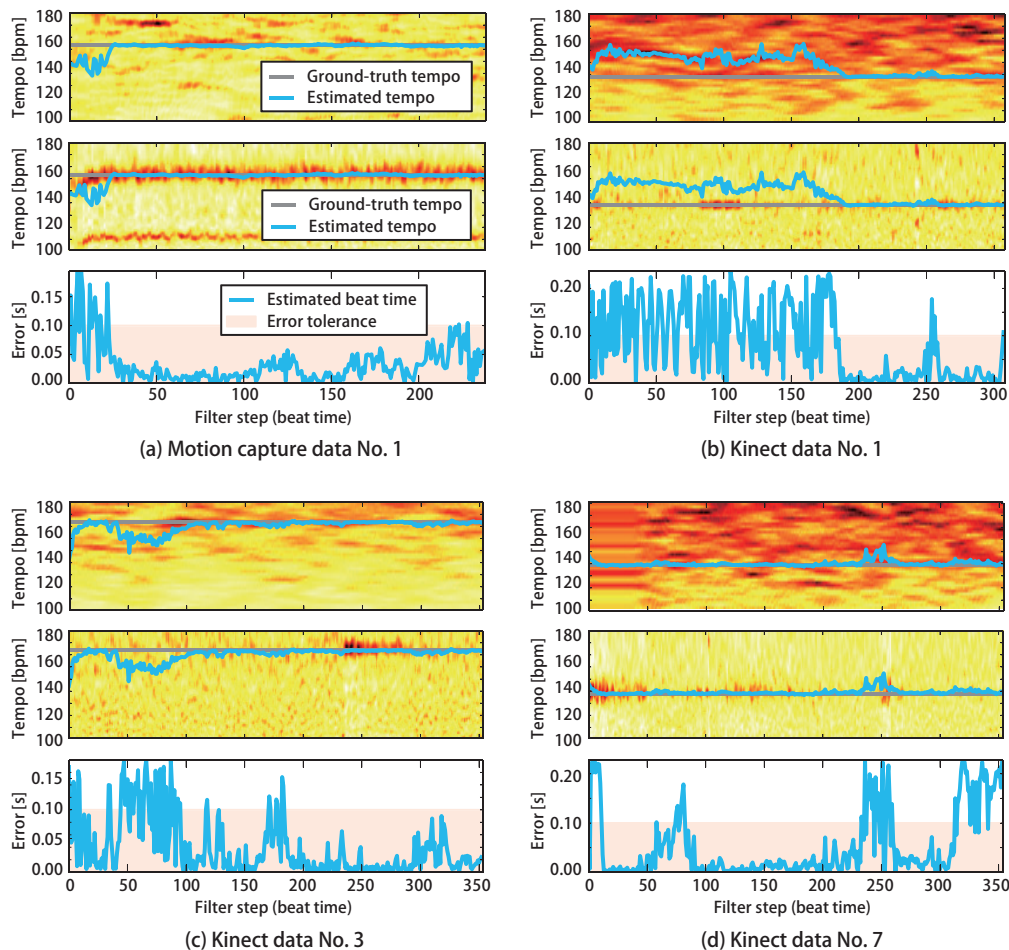 180
160
140
120
100
Tempo [bpm]
Ground-truth tempo
Estimated tempo
180
160
140
120
100
Tempo [bpm]
Ground-truth tempo
Estimated tempo
0.15
0.10
0.05
0.00
Error [s]
Estimated beat time
Error tolerance
0 50 100 150 200
Filter step (beat time)
(a) Motion capture data No. 1
180
160
140
120
100
Tempo [bpm]
180
160
140
120
100
Tempo [bpm]
0.20
0.10
0.00
Error [s]
0 50 100 150 200 250 300
Filter step (beat time)
(b) Kinect data No. 1
180
160
140
120
100
Tempo [bpm]
180
160
140
120
100
Tempo [bpm]
0.15
0.10
0.05
0.00
Error [s]
0 50 100 150 200 250 300 350
Filter step (beat time)
(c) Kinect data No. 3
180
160
140
120
100
Tempo [bpm]
180
160
140
120
100
Tempo [bpm]
0.20
0.10
0.00
Error [s]
0 50 100 150 200 250 300 350
Filter step (beat time)
(d) Kinect data No. 7